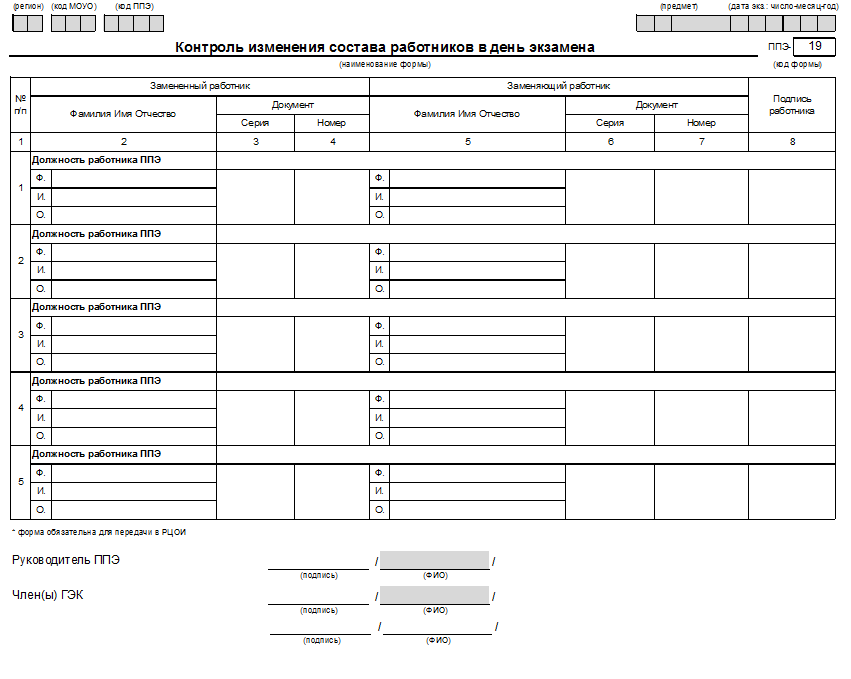 (регион) (код МОУО) (код ППЭ) (предмет) (дата экз.: число-месяц-год)
Контроль изменения состава работников в день экзамена ППЭ- 19
(наименование формы) (код формы)
№ п/п Замененный работник Заменяющий работник Подпись работника
Фамилия Имя Отчество Документ Фамилия Имя Отчество Документ
Серия Номер Серия Номер
1 2 3 4 5 6 7 8
Должность работника ППЭ
1 Ф. Ф.
И. И.
О. О.
Должность работника ППЭ
2 Ф. Ф.
И. И.
О. О.
Должность работника ППЭ
3 Ф. Ф.
И. И.
О. О.
Должность работника ППЭ
4 Ф. Ф.
И. И.
О. О.
Должность работника ППЭ
5 Ф. Ф.
И. И.
О. О.
* форма обязательна для передачи в РЦОИ
Руководитель ППЭ / /
(подпись) (ФИО)
Член(ы) ГЭК / /
(подпись) (ФИО)
/ /
(подпись) (ФИО)